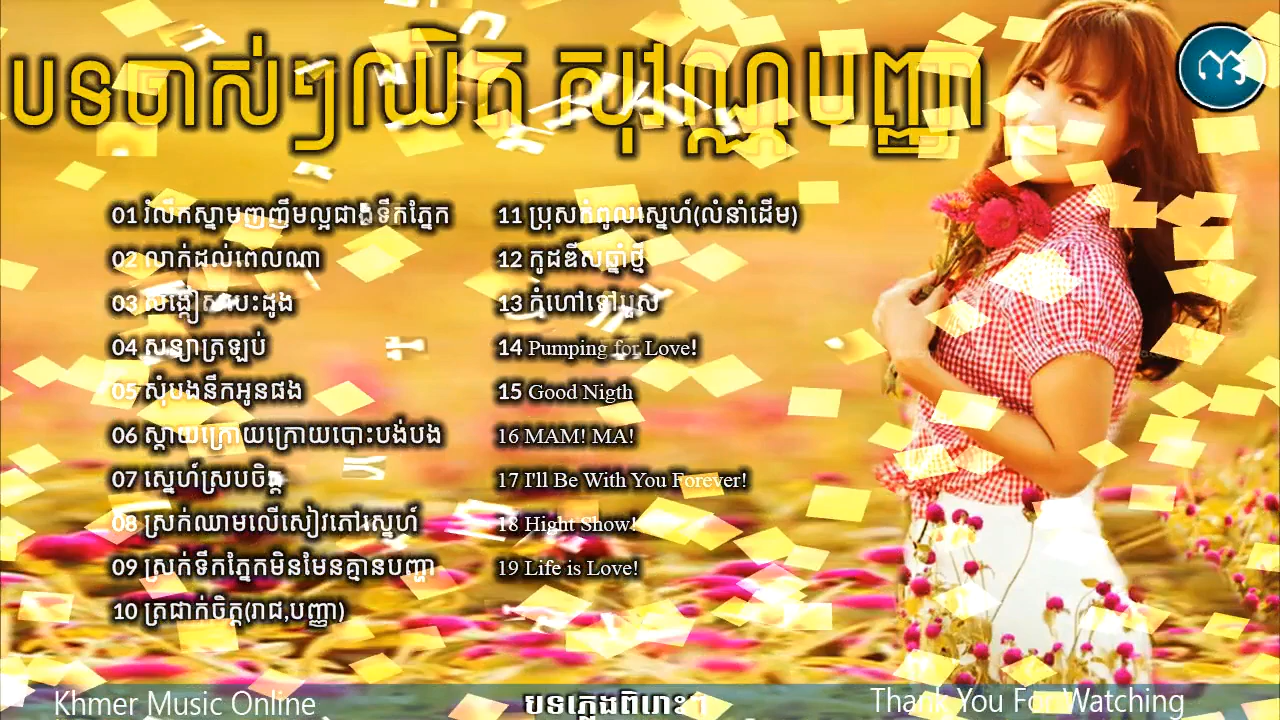 បទចាស់ៗឈិត សុវណ្ណបញ្ញា
01 រំលឹកស្នាមញញឹមល្អជាងទឹកភ្នែក
02 លាក់ដល់ពេលណា
03 បេះដូង
04 សន្យាត្រឡប់
05 សុំបងនឹកអូនផង
06 ស្ដាយក្រោយក្រោយបោះបង់បង
07 ស្នេហ៍ស្របចិត្ត
08 ស្រក់ឈាមលើសៀវភៅស្នេហ៍
09 ស្រក់ទឹកភ្នែកមិនមែនគ្មានបញ្ហា
10 ត្រជាក់ចិត្ត(រាជ,បញ្ញា)
11 ប្រុសកំពូលស្នេហ៍(លំនាំដើម)
12 កូដឌីសឆ្នាំថ្មី
13 កុំហៅទៅអួស
14 Pumping for Love!
15 Good Nigth
16 MAM! MA!
17 I'll Be With You Forever!
18 Hight Show!
19 Life is Love!
Khmer Music Online
បទភ្លេងពិរោះៗ
Thank You For Watching